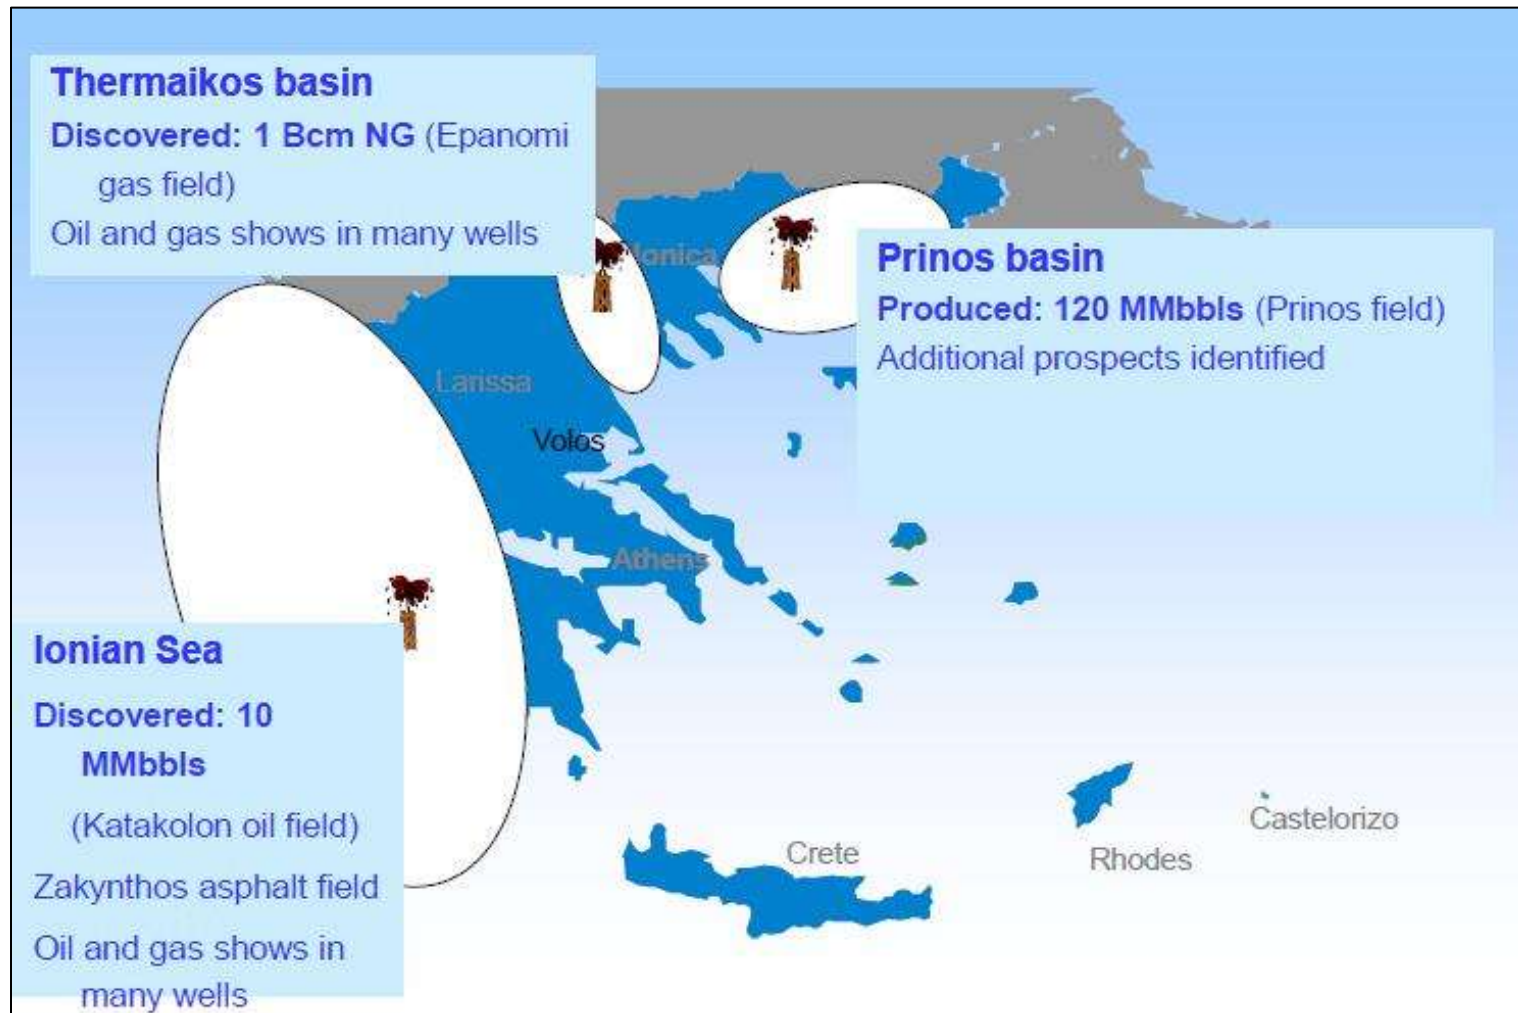 Thermaikos basin
Discovered: 1 Bcm NG (Epanomi
gas field)
Oil and gas shows in many wells
Prinos basin
Produced: 120 MMbbls (Prinos field)
Additional prospects identified
Larissa
Volos
Athens
Ionian Sea
Discovered: 10
MMbbls
(Katakolon oil field)
Zakynthos asphalt field
Oil and gas shows in
many wells
Crete
Rhodes
Castelorizo